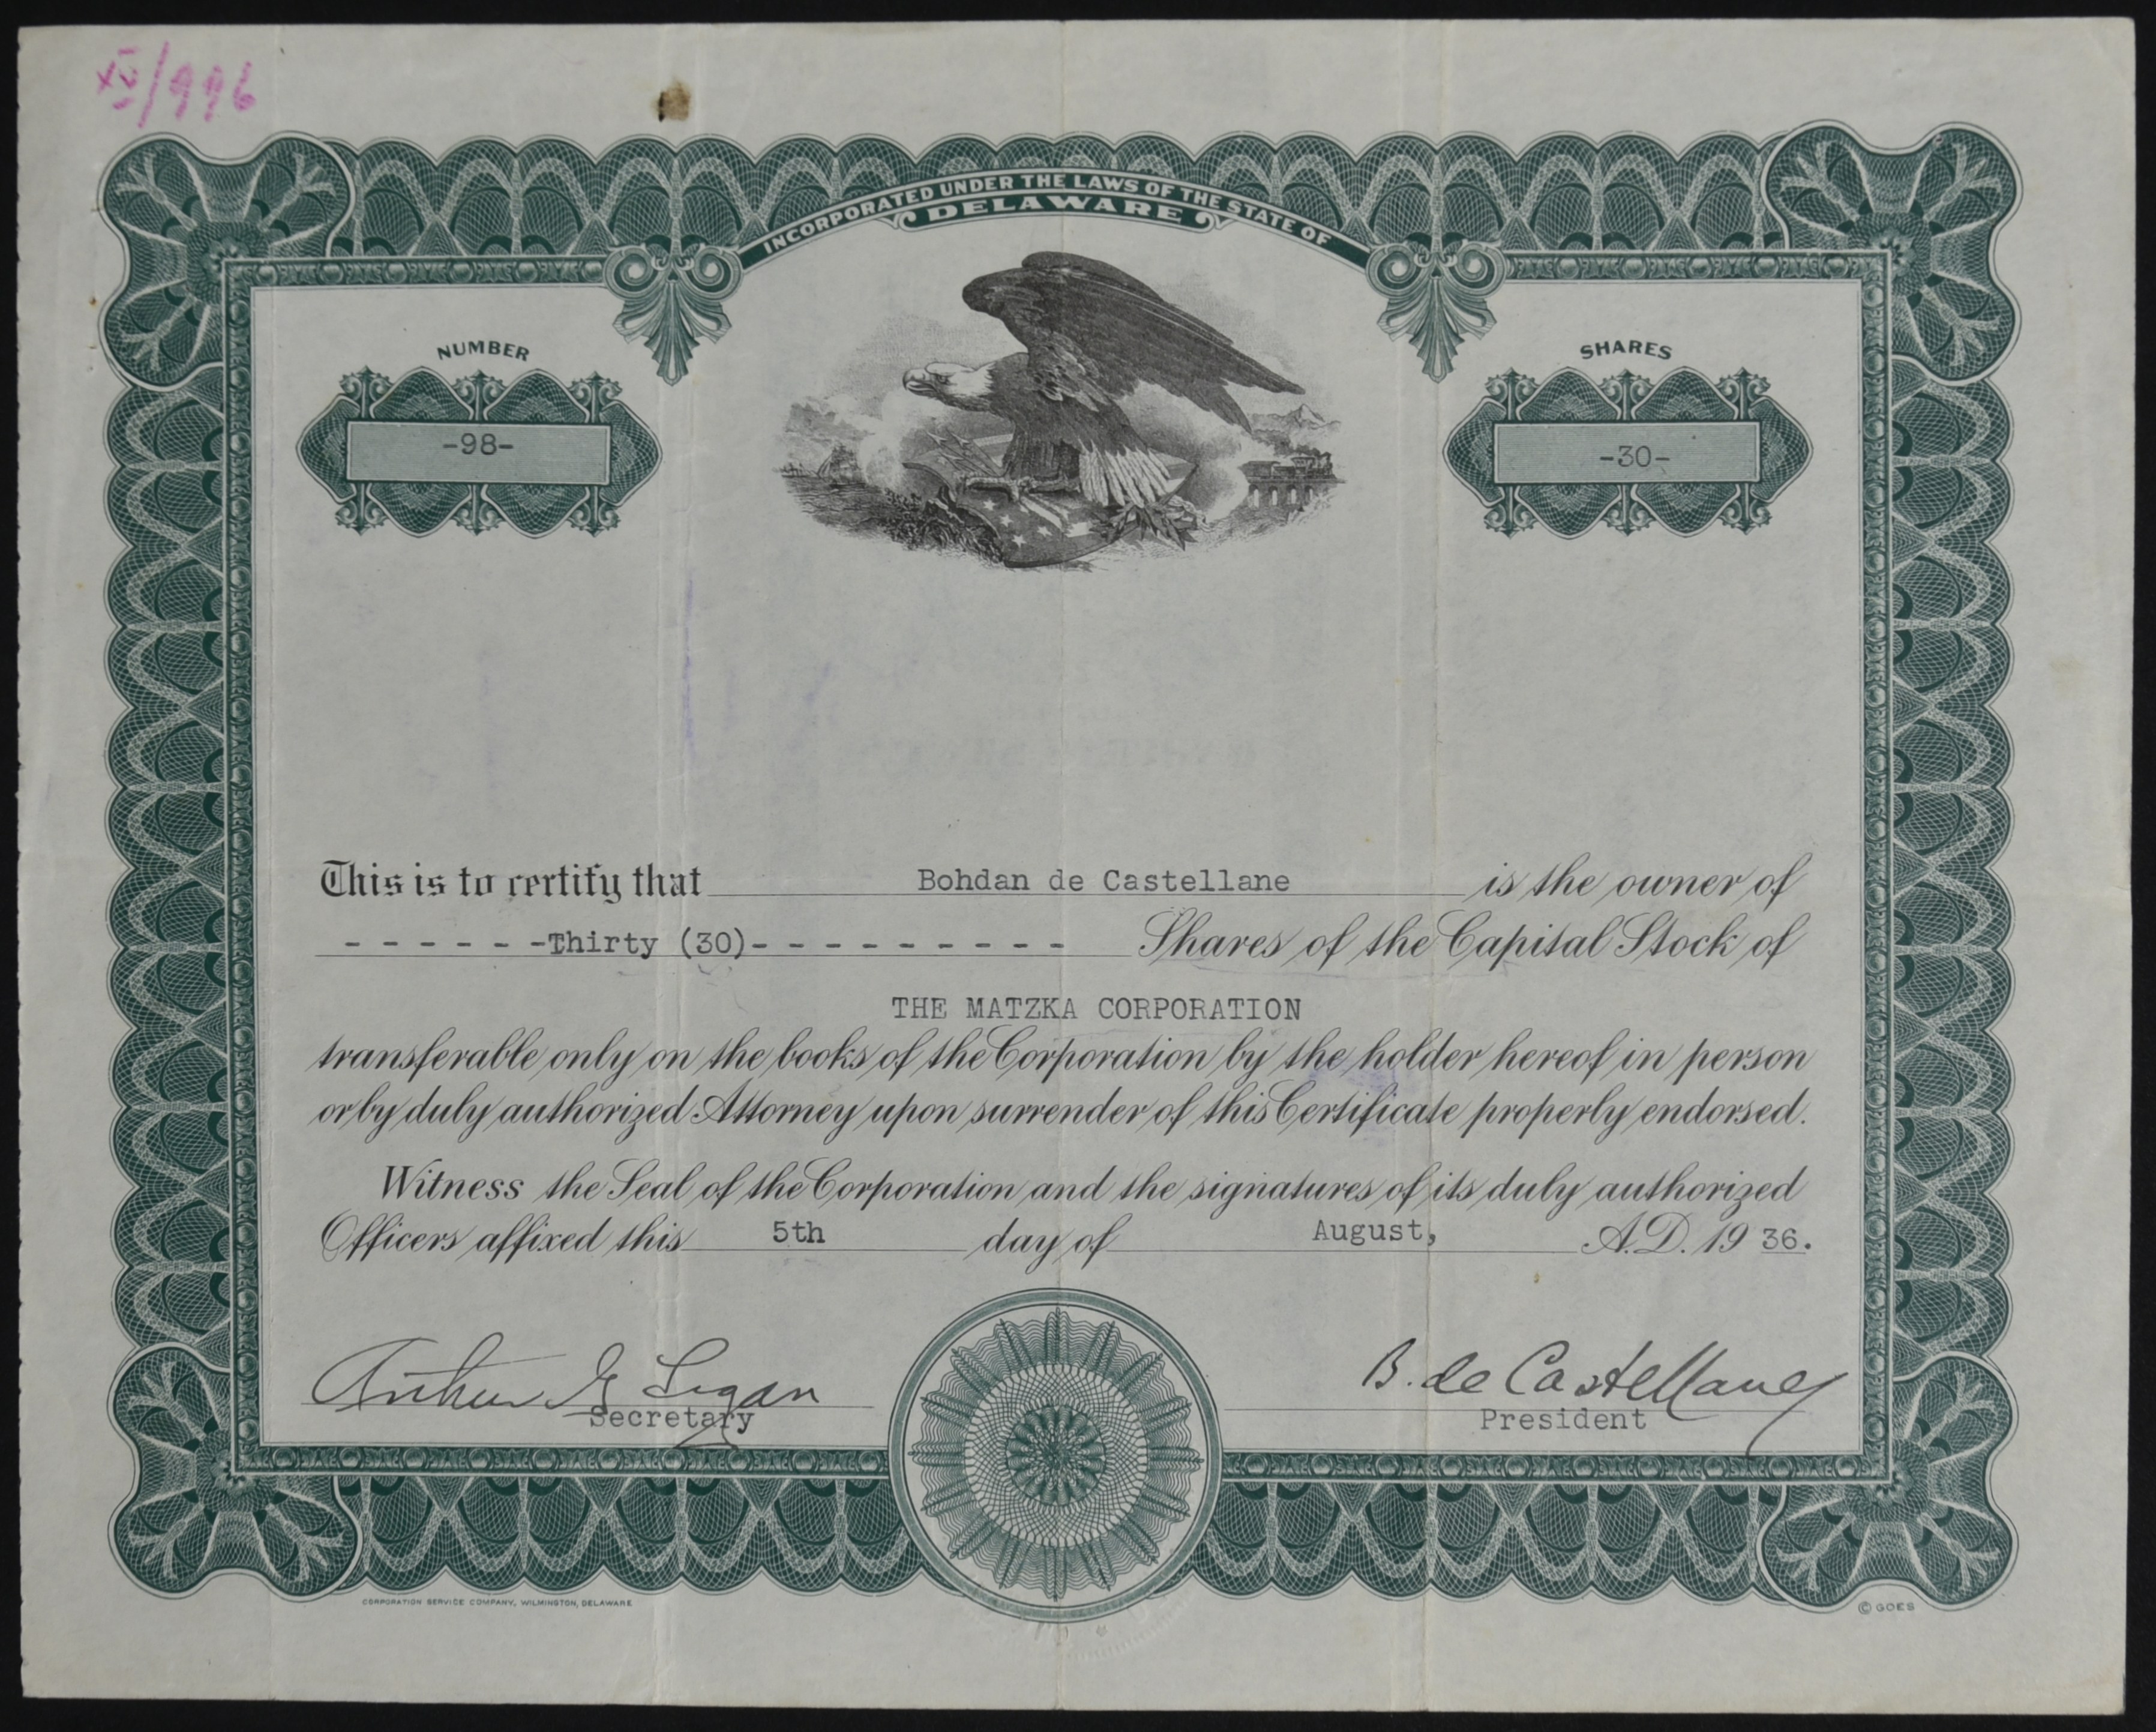 INCORPORATED UNDER THE LAWS OF THE STATE OF
DELAWARE
NUMBER
SHARES
-98-
-30-
This is to certify that Bohdan de Castellane is the owner of
- - - - - - -Thirty (30)- - - - - - - - - - Shares of the Capital Stock of
THE MATZKA CORPORATION
transferable only on the books of the Corporation by the holder hereof in person
or by duly authorized Attorney upon surrender of this Certificate properly endorsed.
Witness the Seal of the Corporation and the signatures of its duly authorized
Officers affixed this 5th day of August, A.D. 19 36.
Arthur G Logan
B. de Castellane
Secretary
President
CORPORATION SERVICE COMPANY, WILMINGTON, DELAWARE
© GOES